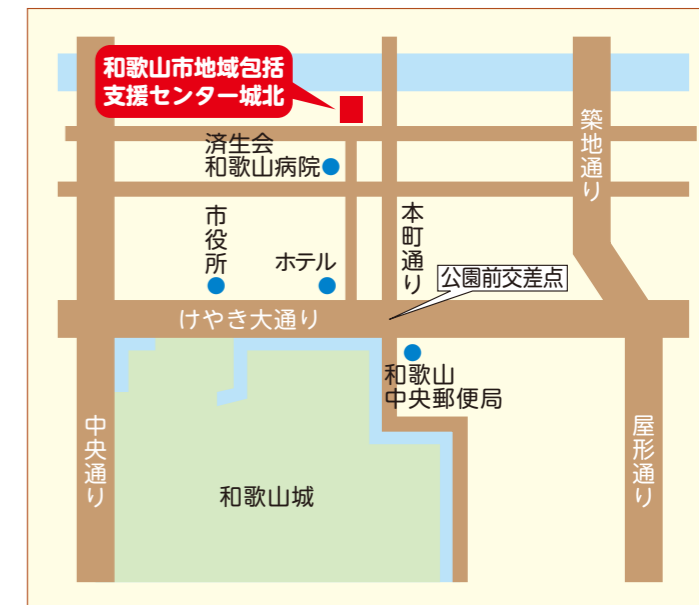 和歌山市地域包括
支援センター城北
済生会
和歌山病院
築地通り
市役所
ホテル
本町通り
公園前交差点
けやき大通り
和歌山
中央郵便局
中央通り
屋形通り
和歌山城